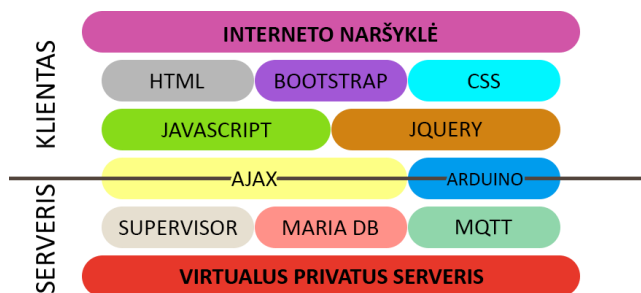 INTERNETO NARŠYKLĖ
KLIENTAS
HTML BOOTSTRAP CSS
JAVASCRIPT JQUERY
AJAX ARDUINO
SERVERIS
SUPERVISOR MARIA DB MQTT
VIRTUALUS PRIVATUS SERVERIS